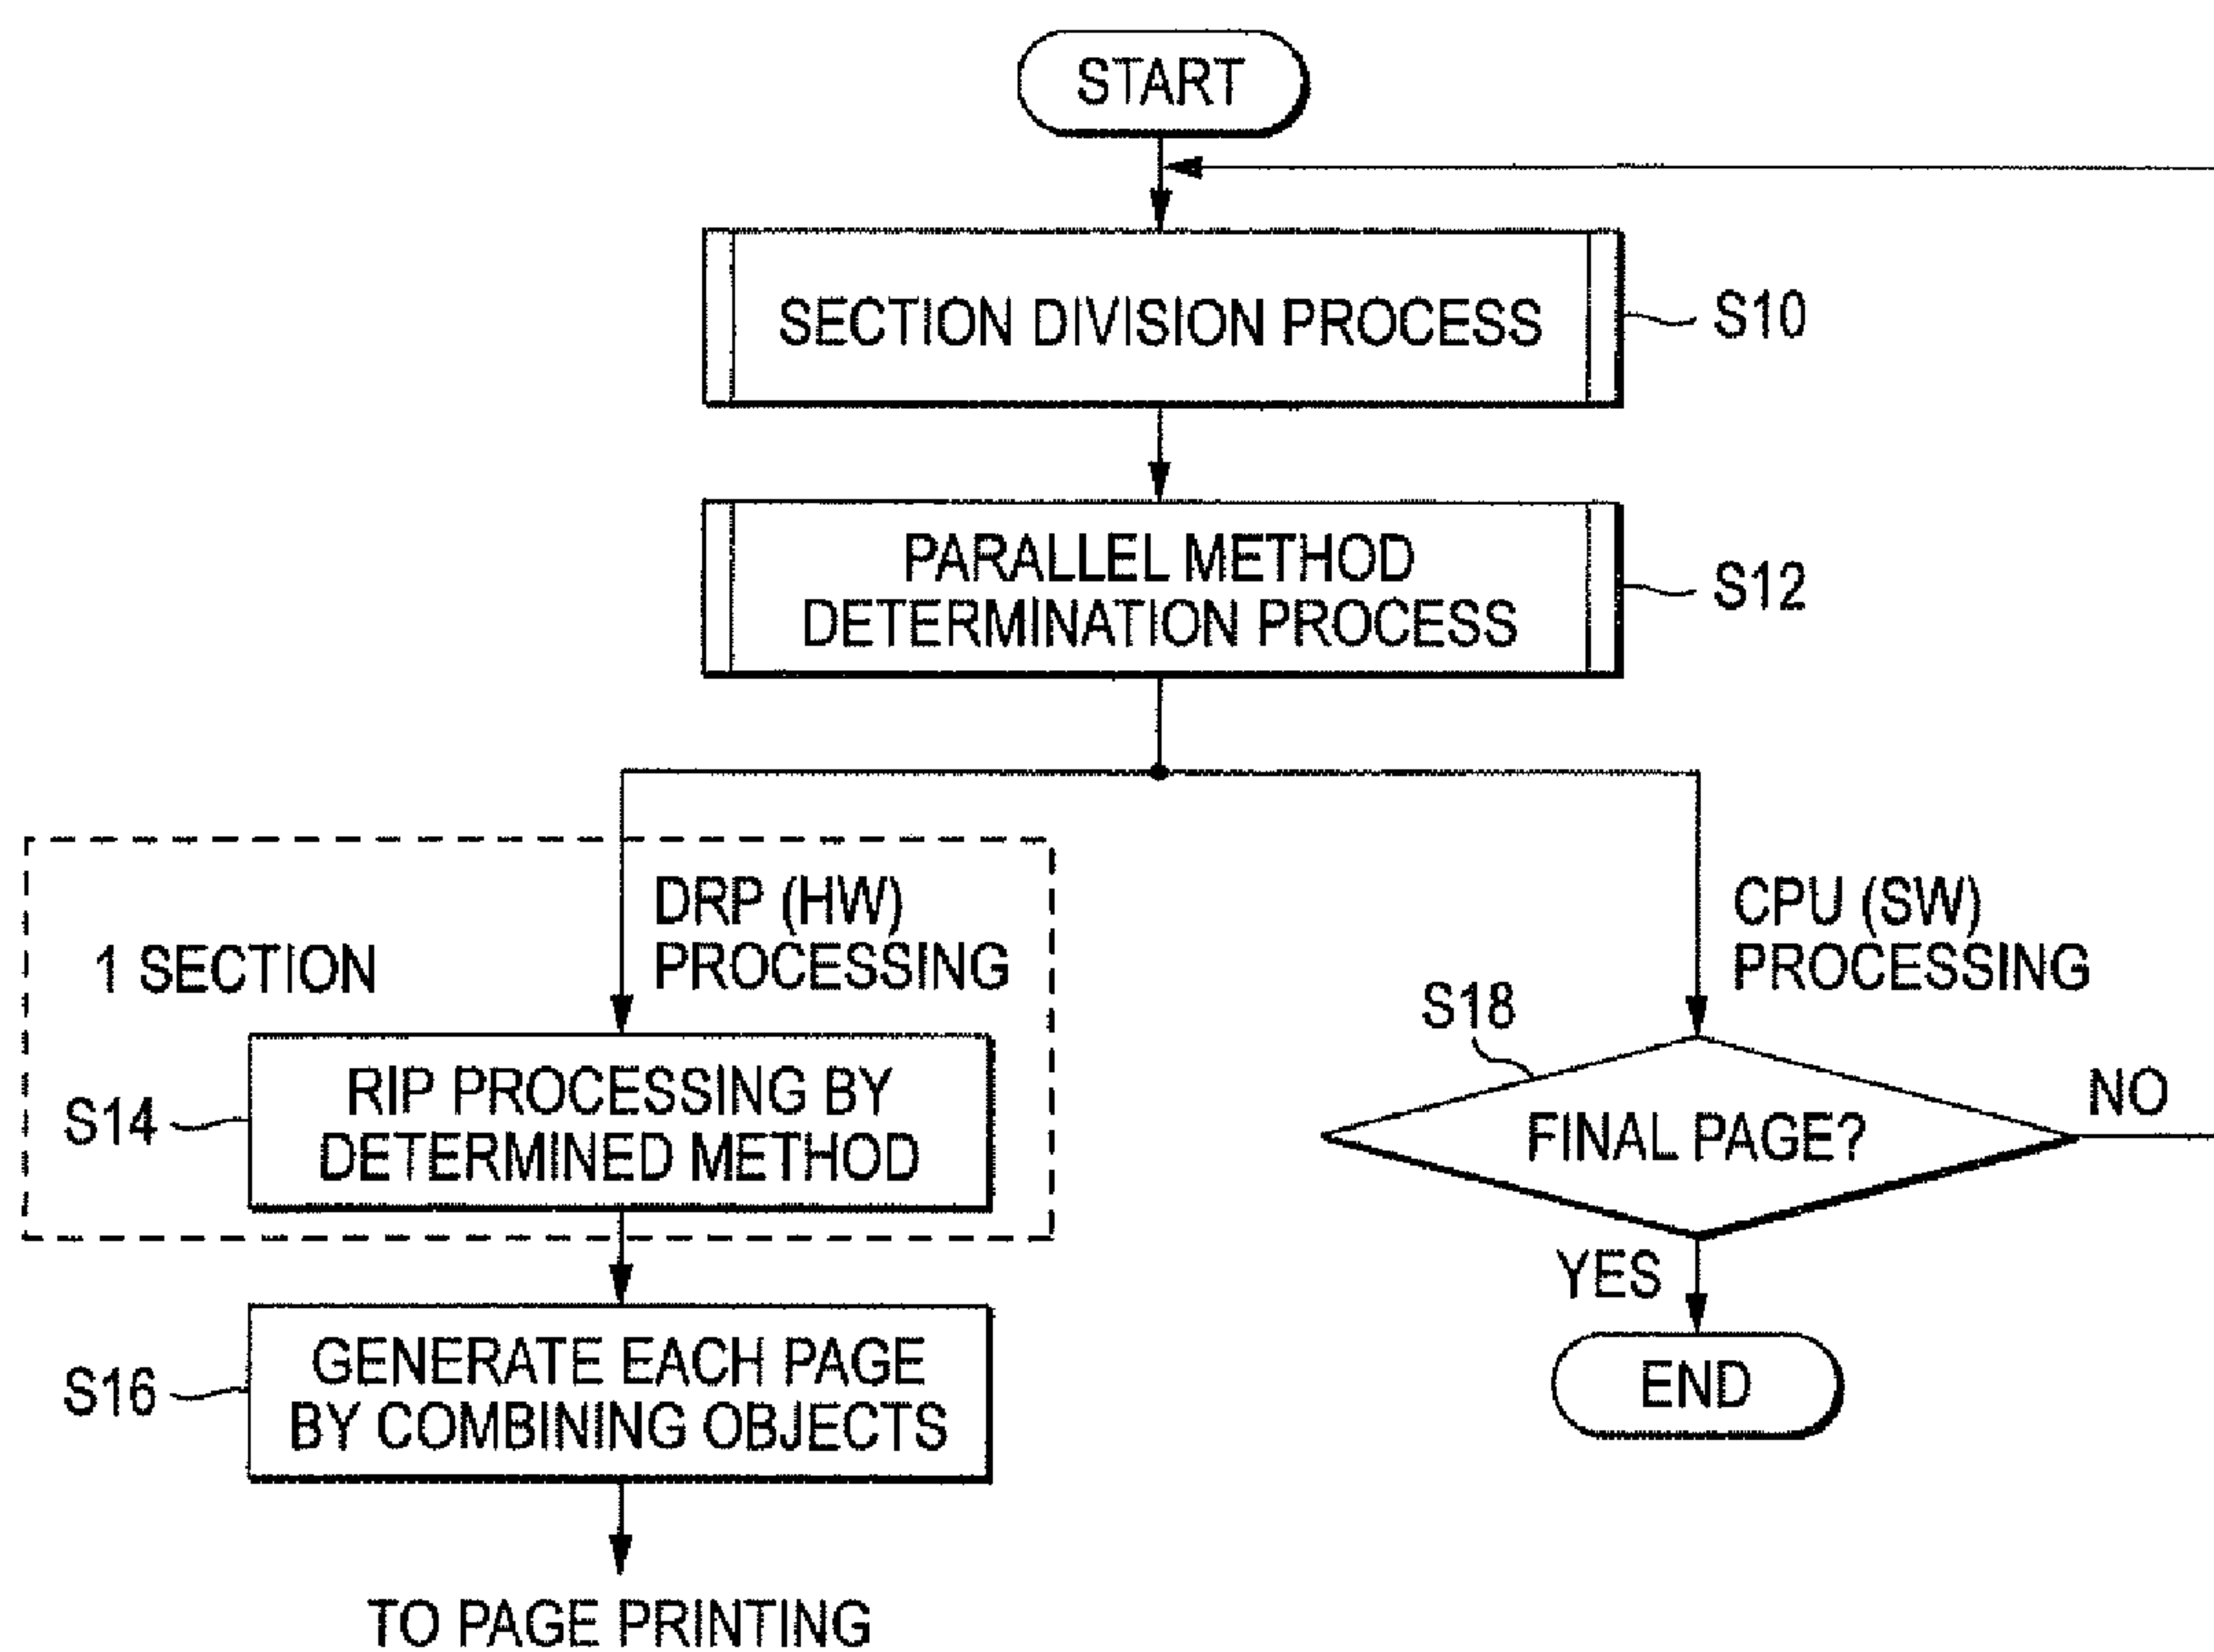 START
SECTION DIVISION PROCESS
S10
PARALLEL METHOD
DETERMINATION PROCESS
S12
DRP (HW)
PROCESSING
1 SECTION
CPU (SW)
PROCESSING
S14
RIP PROCESSING BY
DETERMINED METHOD
S18
FINAL PAGE?
NO
YES
END
S16
GENERATE EACH PAGE
BY COMBINING OBJECTS
TO PAGE PRINTING